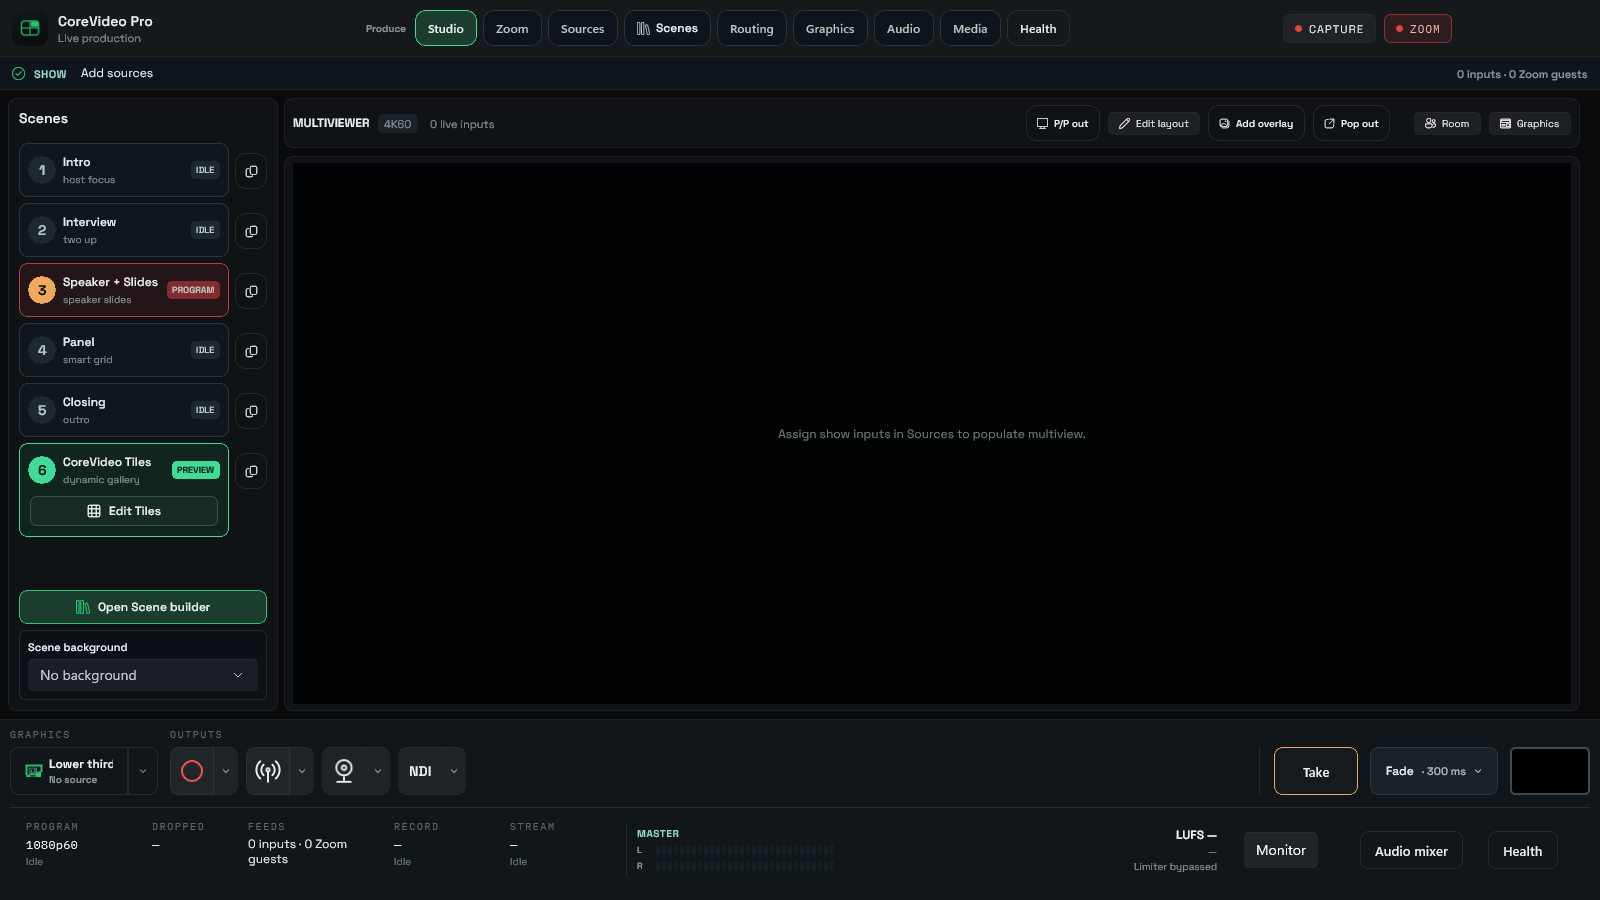 CoreVideo Pro
Live production
Produce
Studio
Zoom
Sources
Scenes
Routing
Graphics
Audio
Media
Health
CAPTURE
ZOOM
SHOW
Add sources
0 inputs · 0 Zoom guests
Scenes
1
Intro
host focus
IDLE
2
Interview
two up
IDLE
3
Speaker + Slides
speaker slides
PROGRAM
4
Panel
smart grid
IDLE
5
Closing
outro
IDLE
6
CoreVideo Tiles
dynamic gallery
PREVIEW
Edit Tiles
Open Scene builder
Scene background
No background
MULTIVIEWER
4K60
0 live inputs
P/P out
Edit layout
Add overlay
Pop out
Room
Graphics
Assign show inputs in Sources to populate multiview.
GRAPHICS
Lower third
No source
OUTPUTS
NDI
Take
Fade · 300 ms
PROGRAM
1080p60
Idle
DROPPED
—
FEEDS
0 inputs · 0 Zoom
guests
RECORD
—
Idle
STREAM
—
Idle
MASTER
L
R
LUFS —
—
Limiter bypassed
Monitor
Audio mixer
Health